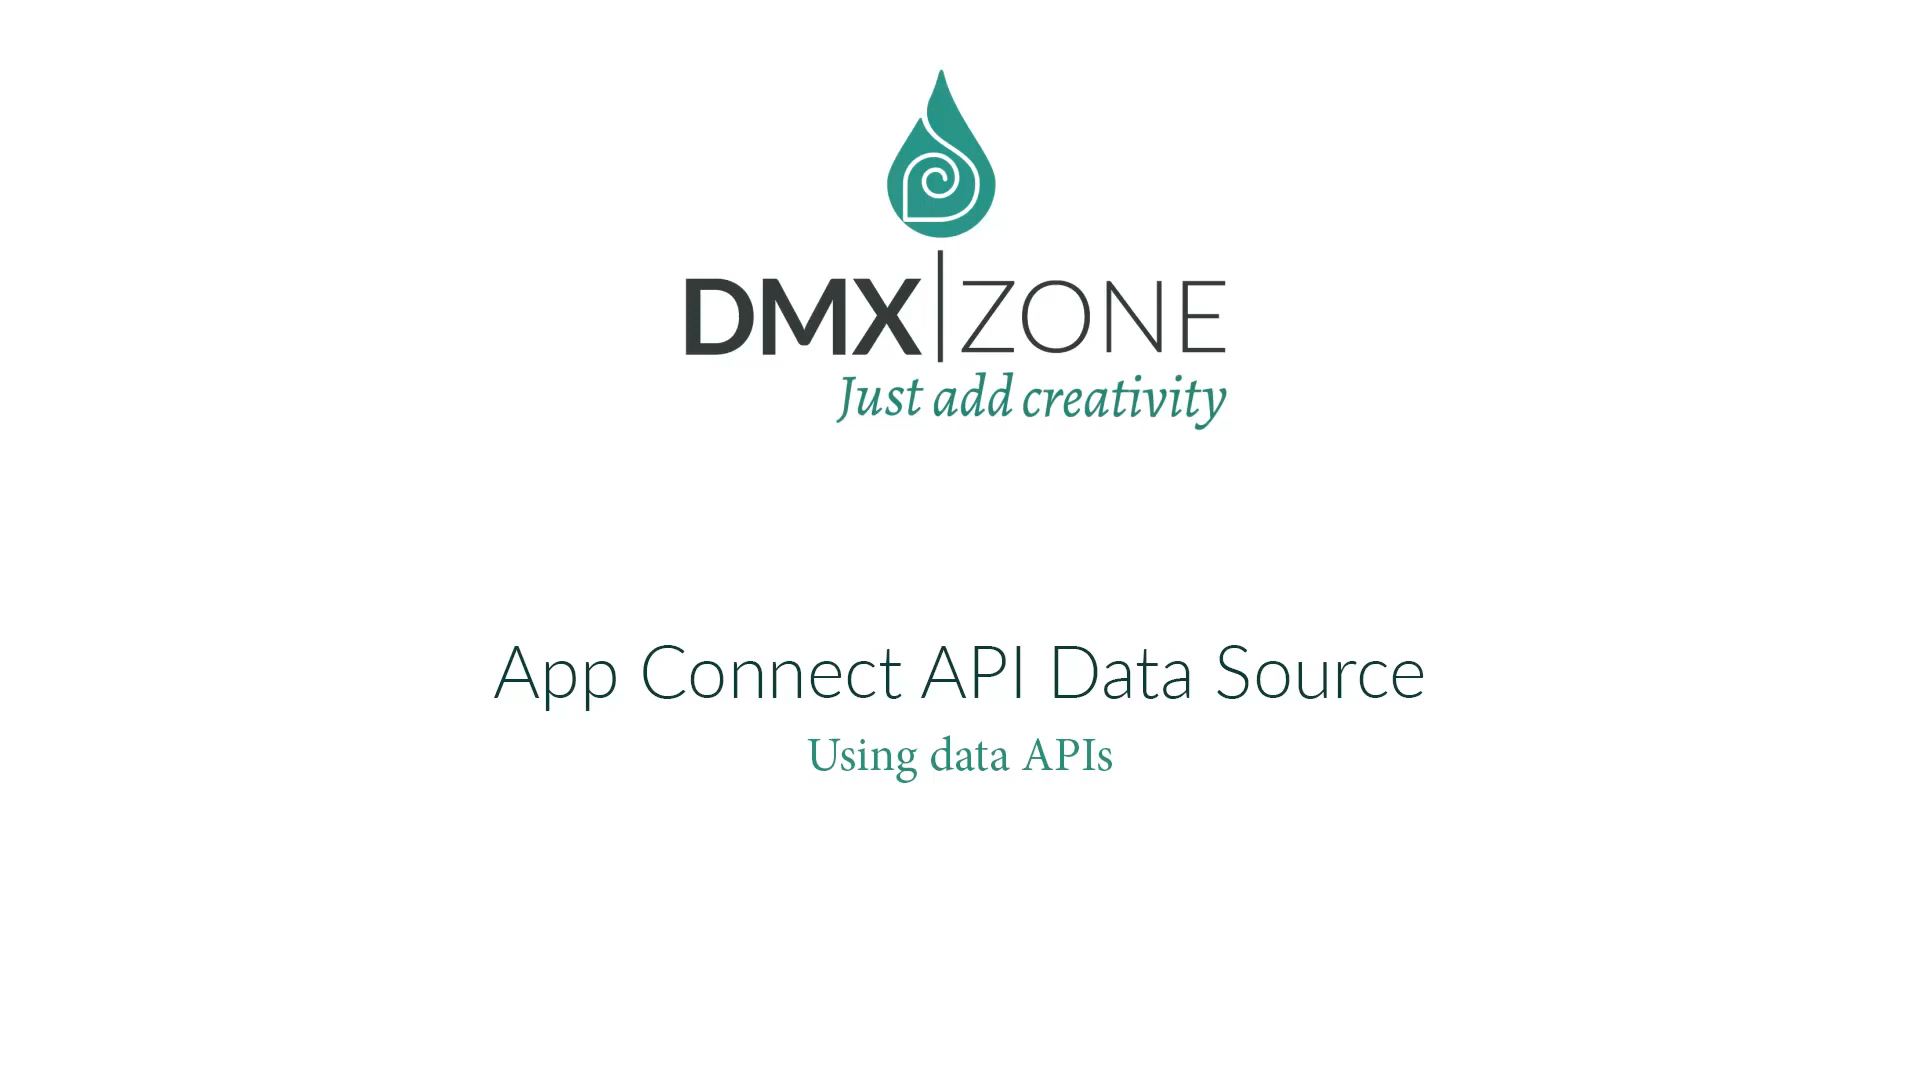 DMX|ZONE
Just add creativity
App Connect API Data Source
Using data APIs